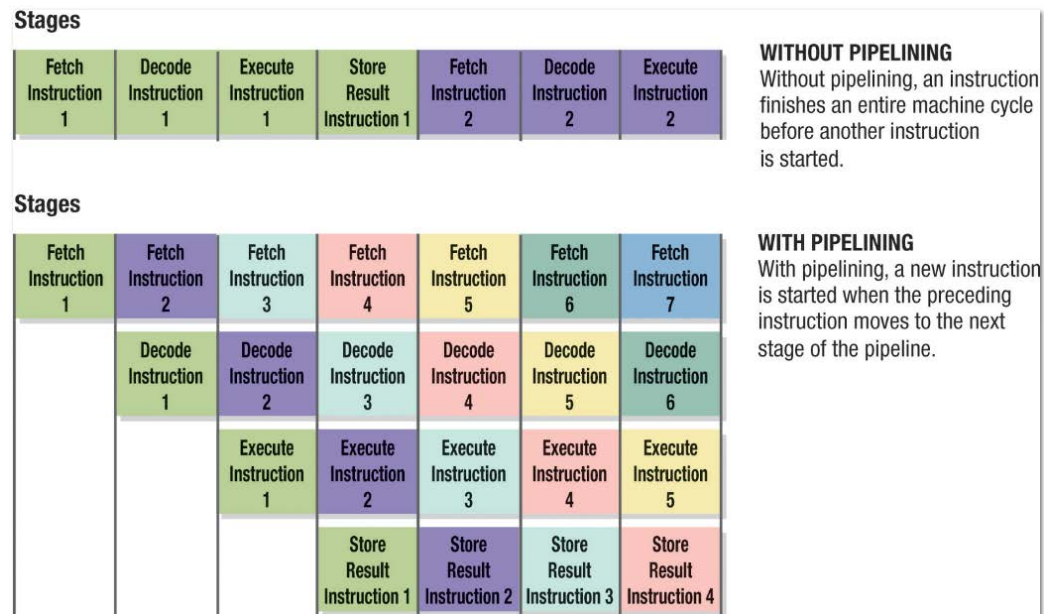 Stages
Fetch
Instruction
1
Decode
Instruction
1
Execute
Instruction
1
Store
Result
Instruction 1
Fetch
Instruction
2
Decode
Instruction
2
Execute
Instruction
2
WITHOUT PIPELINING
Without pipelining, an instruction
finishes an entire machine cycle
before another instruction
is started.
Stages
Fetch
Instruction
1
Fetch
Instruction
2
Fetch
Instruction
3
Fetch
Instruction
4
Fetch
Instruction
5
Fetch
Instruction
6
Fetch
Instruction
7
Decode
Instruction
1
Decode
Instruction
2
Decode
Instruction
3
Decode
Instruction
4
Decode
Instruction
5
Decode
Instruction
6
Execute
Instruction
1
Execute
Instruction
2
Execute
Instruction
3
Execute
Instruction
4
Execute
Instruction
5
Store
Result
Instruction 1
Store
Result
Instruction 2
Store
Result
Instruction 3
Store
Result
Instruction 4
WITH PIPELINING
With pipelining, a new instruction
is started when the preceding
instruction moves to the next
stage of the pipeline.